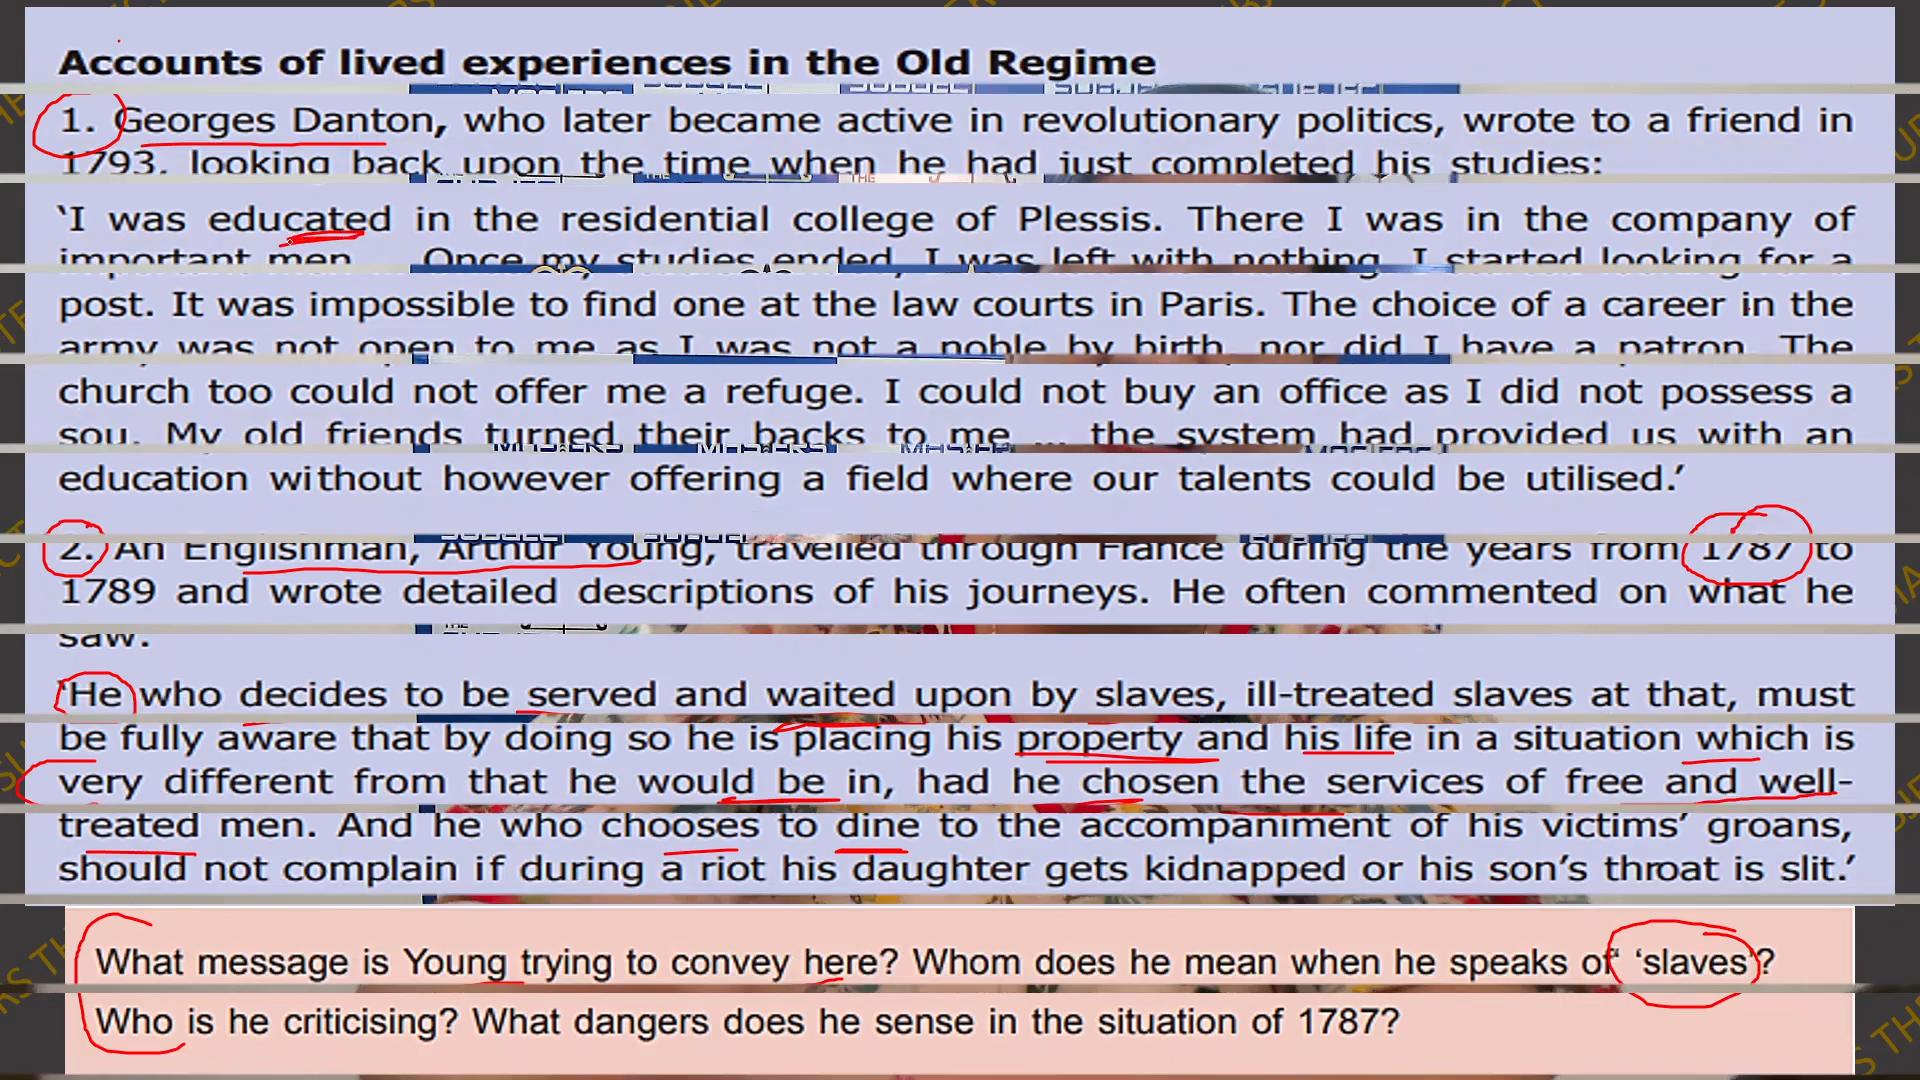 Accounts of lived experiences in the Old Regime
1. Georges Danton, who later became active in revolutionary politics, wrote to a friend in
1793, looking back upon the time when he had just completed his studies:
‘I was educated in the residential college of Plessis. There I was in the company of
important men ... Once my studies ended, I was left with nothing. I started looking for a
post. It was impossible to find one at the law courts in Paris. The choice of a career in the
army was not open to me as I was not a noble by birth, nor did I have a patron. The
church too could not offer me a refuge. I could not buy an office as I did not possess a
sou. My old friends turned their backs to me ... the system had provided us with an
education without however offering a field where our talents could be utilised.’
2. An Englishman, Arthur Young, travelled through France during the years from 1787 to
1789 and wrote detailed descriptions of his journeys. He often commented on what he
saw.
‘He who decides to be served and waited upon by slaves, ill-treated slaves at that, must
be fully aware that by doing so he is placing his property and his life in a situation which is
very different from that he would be in, had he chosen the services of free and well-
treated men. And he who chooses to dine to the accompaniment of his victims’ groans,
should not complain if during a riot his daughter gets kidnapped or his son’s throat is slit.’
What message is Young trying to convey here? Whom does he mean when he speaks of ‘slaves’?
Who is he criticising? What dangers does he sense in the situation of 1787?